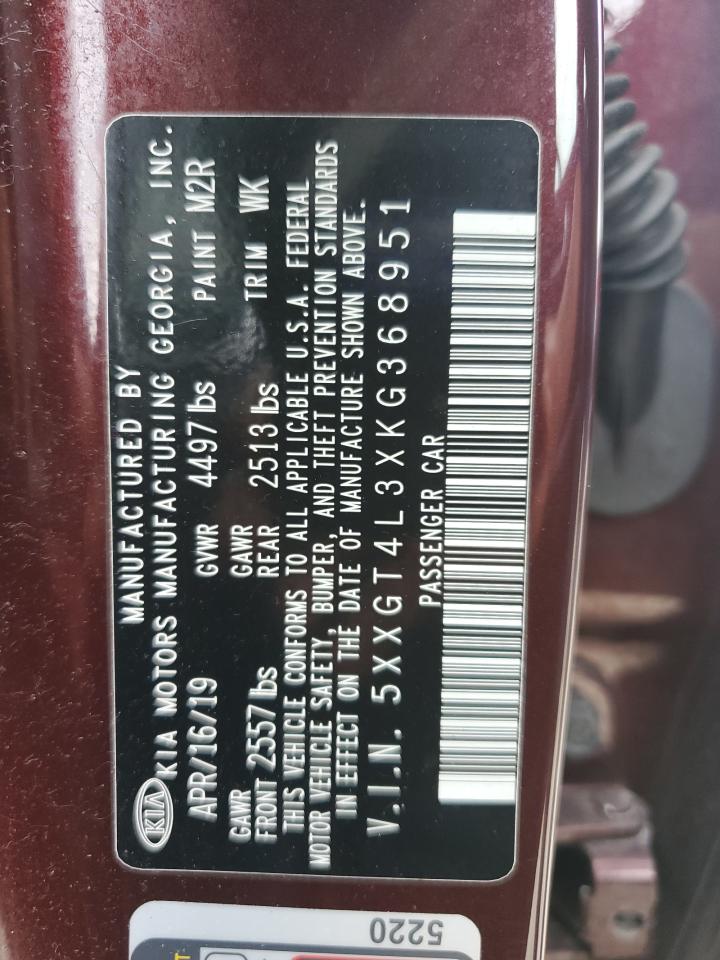 MANUFACTURED BY
KIA KIA MOTORS MANUFACTURING GEORGIA, INC.
APR/16/19 GVWR 4497 lbs PAINT M2R
GAWR FRONT 2557 lbs GAWR REAR 2513 lbs TRIM WK
THIS VEHICLE CONFORMS TO ALL APPLICABLE U.S.A. FEDERAL
MOTOR VEHICLE SAFETY, BUMPER, AND THEFT PREVENTION STANDARDS
IN EFFECT ON THE DATE OF MANUFACTURE SHOWN ABOVE.
V.I.N. 5XXGT4L3XKG368951
PASSENGER CAR
5220